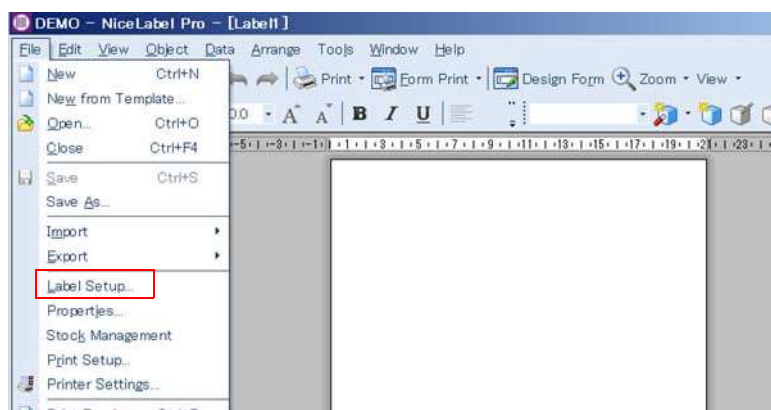 DEMO - NiceLabel Pro - [Label1]
File Edit View Object Data Arrange Tools Window Help
New Ctrl+N
Print Form Print Design Form Zoom View
New from Template...
Open... Ctrl+O
B I U
Close Ctrl+F4
Save Ctrl+S
Save As...
Import
Export
Label Setup...
Properties...
Stock Management
Print Setup...
Printer Settings...